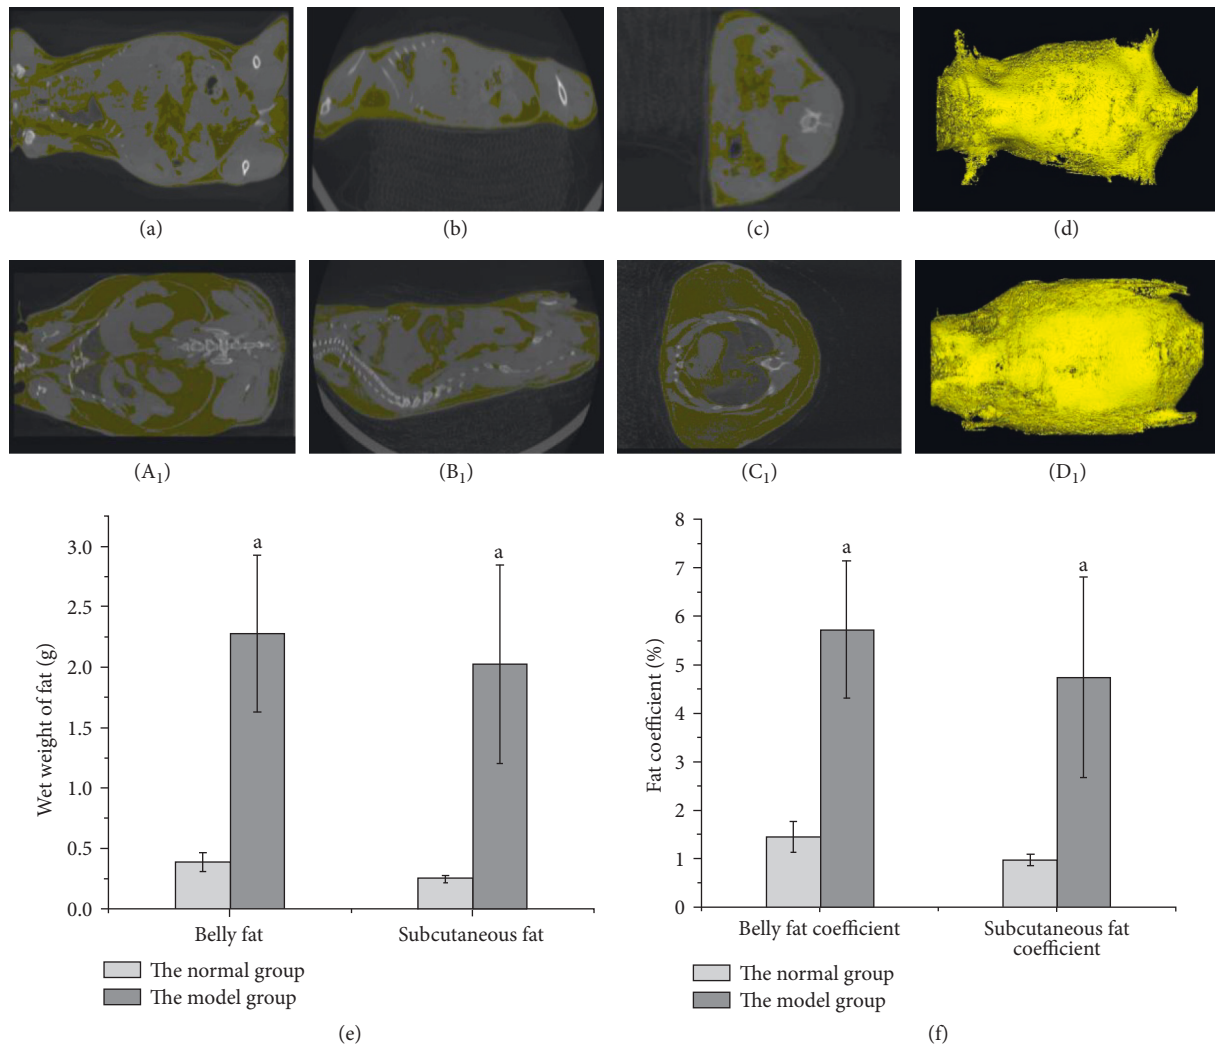 (a)
(b)
(c)
(d)
(A1)
(B1)
(C1)
(D1)
Wet weight of fat (g)
3.0
2.5
2.0
1.5
1.0
0.5
0.0
a
a
Belly fat
Subcutaneous fat
The normal group
The model group
(e)
Fat coefficient (%)
8
7
6
5
4
3
2
1
0
a
a
Belly fat coefficient
Subcutaneous fat
coefficient
The normal group
The model group
(f)